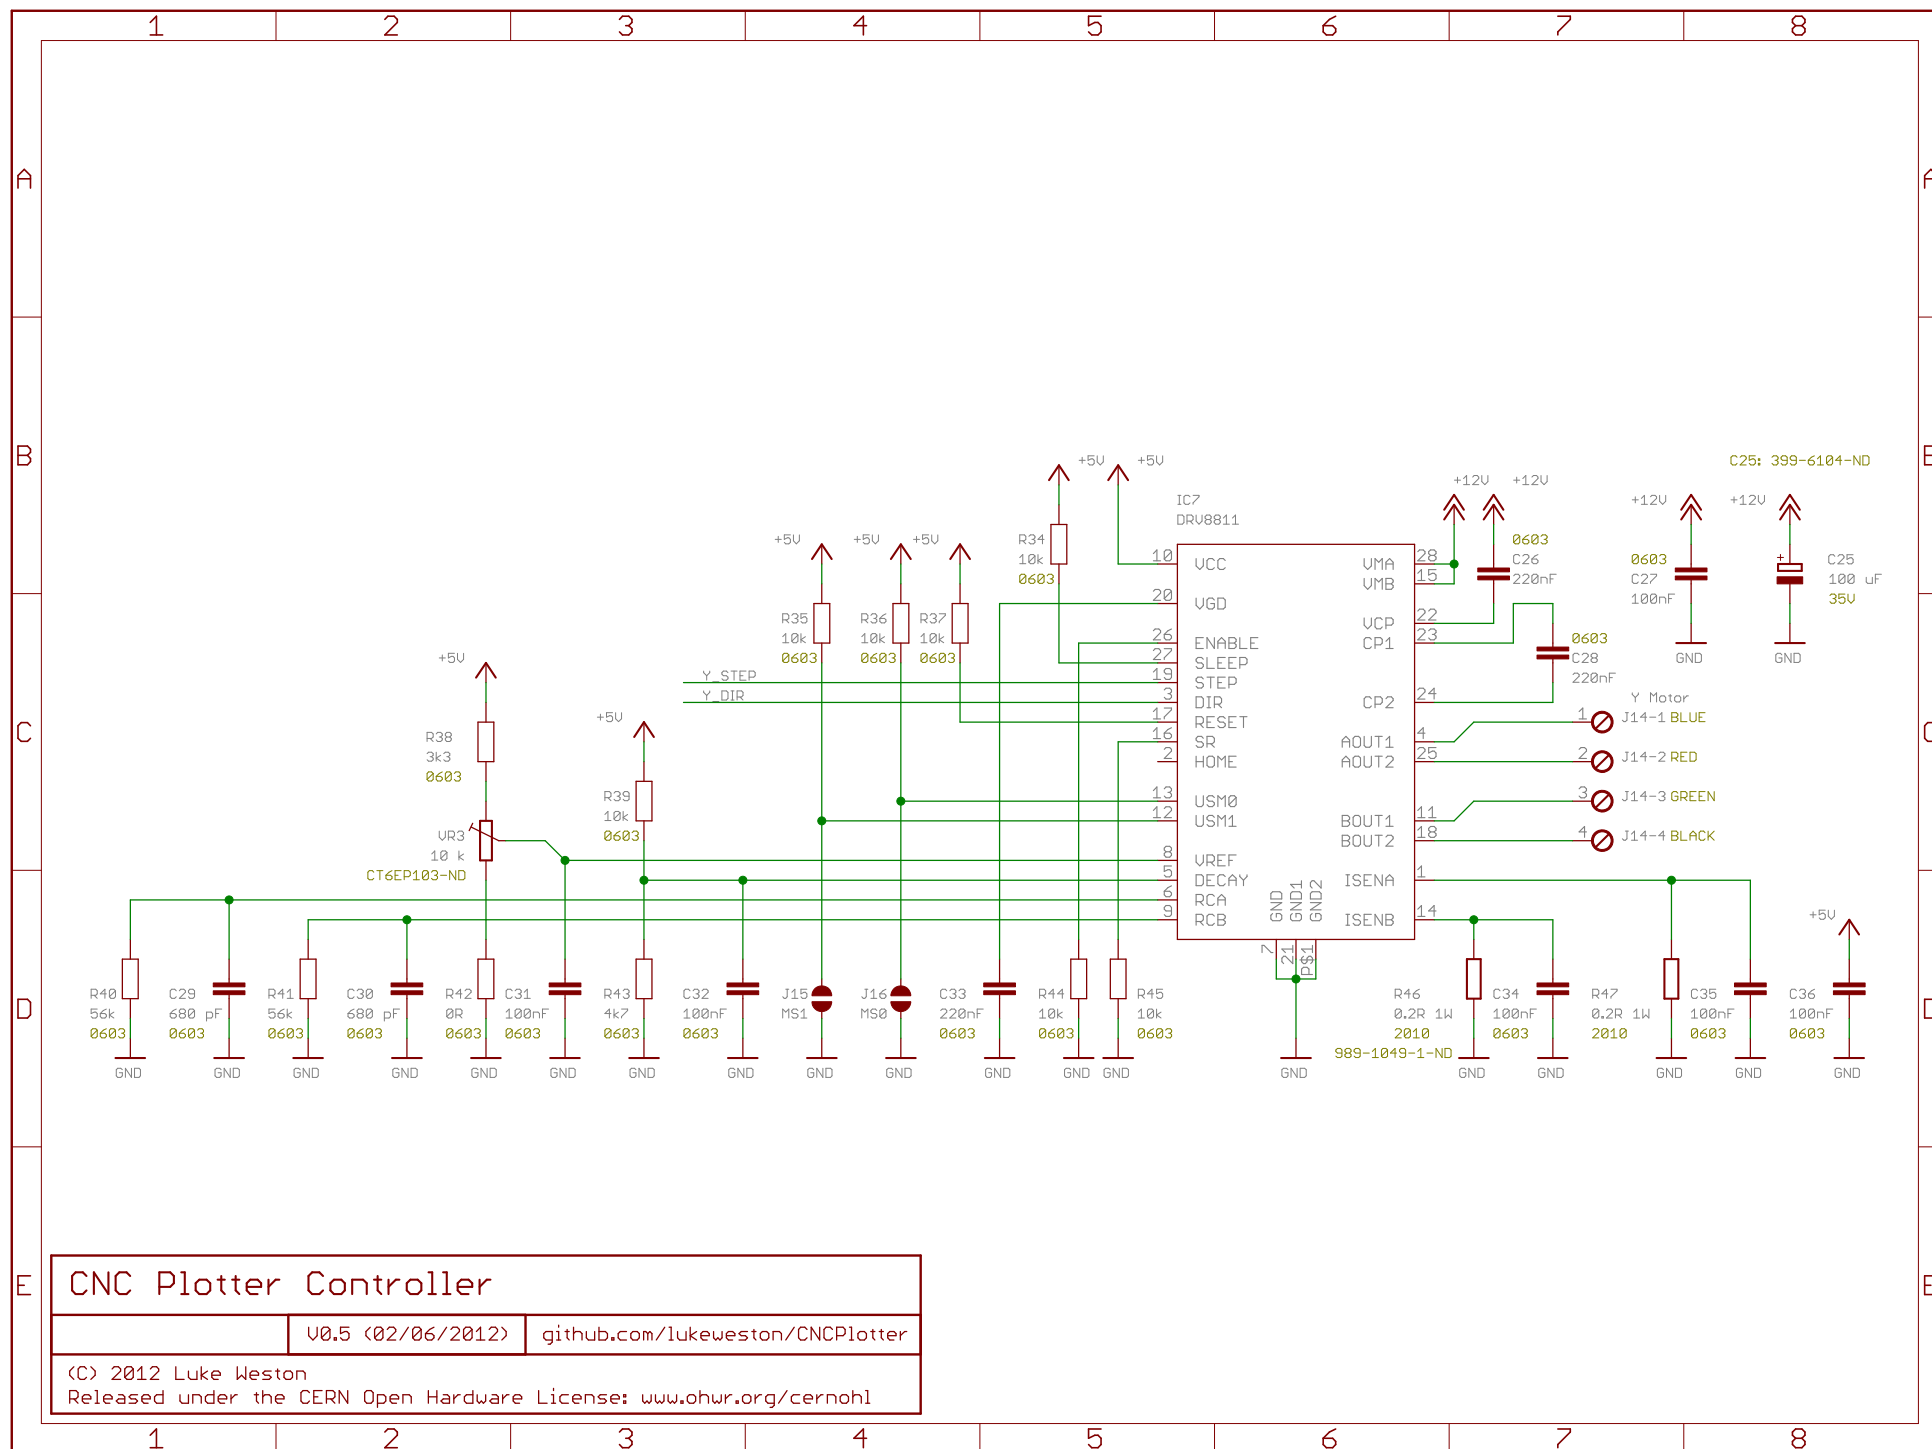 1 2 3 4 5 6 7 8
A A
B B
C C
D D
E E
C25: 399-6104-ND
+5V +5V
+12V +12V
+12V +12V
IC7
DRV8811
R34
10k
0603
+5V +5V +5V
R35
10k
0603
R36
10k
0603
R37
10k
0603
0603
C26
220nF
0603
C27
100nF
GND
C25
100 uF
35V
+
GND
0603
C28
220nF
10 VCC
20 VGD
26 ENABLE
27 SLEEP
19 STEP
3 DIR
17 RESET
16 SR
2 HOME
13 USM0
12 USM1
8 VREF
5 DECAY
6 RCA
9 RCB
VMA 28
VMB 15
VCP 22
CP1 23
CP2 24
AOUT1 4
AOUT2 25
BOUT1 11
BOUT2 18
ISENA 1
ISENB 14
GND GND1 GND2
7 21 P$1
Y_STEP
Y_DIR
Y Motor
1 J14-1 BLUE
2 J14-2 RED
3 J14-3 GREEN
4 J14-4 BLACK
+5V
R38
3k3
0603
+5V
R39
10k
0603
VR3
10 k
CT6EP103-ND
+5V
R40
56k
0603
GND
C29
680 pF
0603
GND
R41
56k
0603
GND
C30
680 pF
0603
GND
R42
0R
0603
GND
C31
100nF
0603
R43
4k7
0603
GND
C32
100nF
0603
GND
J15
MS1
GND
J16
MS0
GND
C33
220nF
0603
GND
R44
10k
0603
GND
R45
10k
0603
GND
GND
R46
0.2R 1W
2010
989-1049-1-ND
GND
C34
100nF
0603
GND
R47
0.2R 1W
2010
GND
C35
100nF
0603
GND
C36
100nF
0603
GND
CNC Plotter Controller
V0.5 (02/06/2012)
github.com/lukeweston/CNCPlotter
(C) 2012 Luke Weston
Released under the CERN Open Hardware License: www.ohwr.org/cernohl
1 2 3 4 5 6 7 8